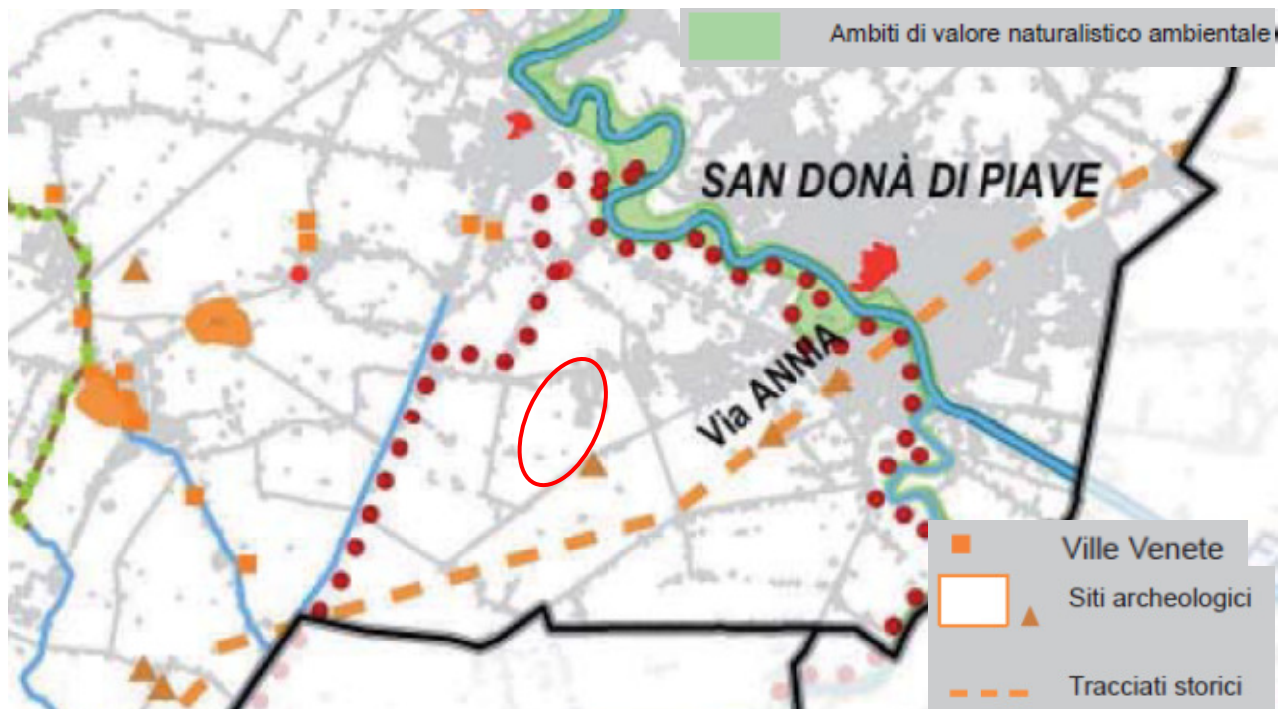 Ambiti di valore naturalistico ambientale
SAN DONÀ DI PIAVE
Via ANNIA
Ville Venete
Siti archeologici
Tracciati storici